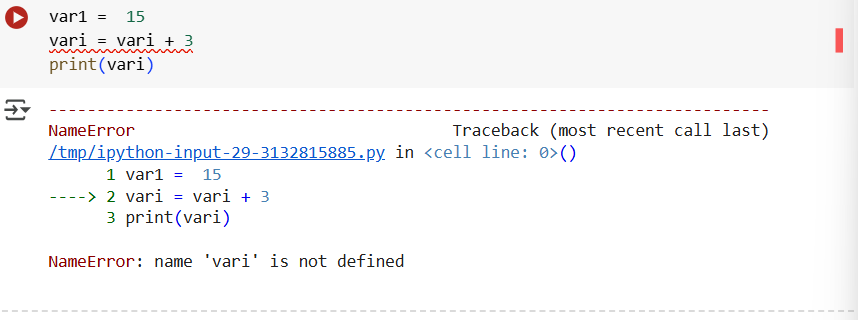 var1 =  15
vari = vari + 3
print(vari)
---------------------------------------------------------------------------
NameError                                 Traceback (most recent call last)
/tmp/ipython-input-29-3132815885.py in <cell line: 0>()
      1 var1 =  15
----> 2 vari = vari + 3
      3 print(vari)
NameError: name 'vari' is not defined